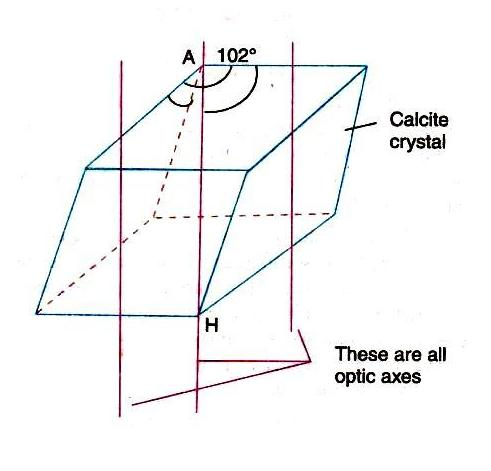 A 102°
Calcite
crystal
H
These are all
optic axes